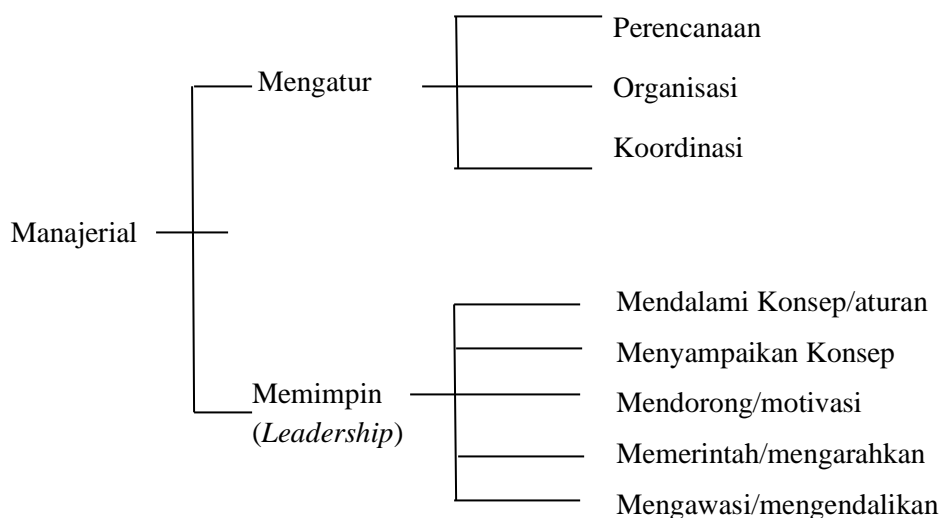 Perencanaan
Mengatur
Organisasi
Koordinasi
Manajerial
Mendalami Konsep/aturan
Menyampaikan Konsep
Memimpin
(Leadership)
Mendorong/motivasi
Memerintah/mengarahkan
Mengawasi/mengendalikan